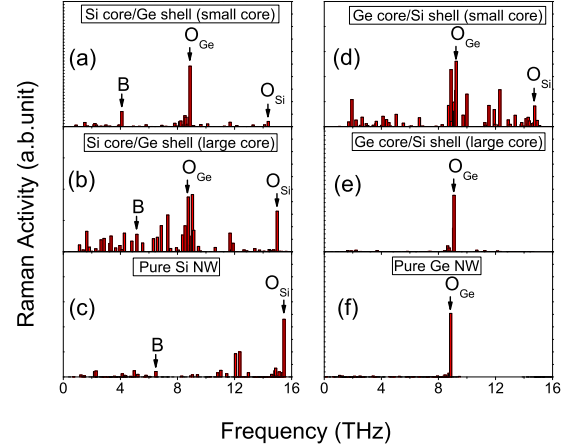 Si core/Ge shell (small core)
(a)
B
O Ge
O Si
Si core/Ge shell (large core)
(b)
B
O Ge
O Si
Pure Si NW
(c)
B
O Si
0 4 8 12 16
Ge core/Si shell (small core)
(d)
O Ge
O Si
Ge core/Si shell (large core)
(e)
O Ge
Pure Ge NW
(f)
O Ge
0 4 8 12 16
Raman Activity (a.b.unit)
Frequency (THz)